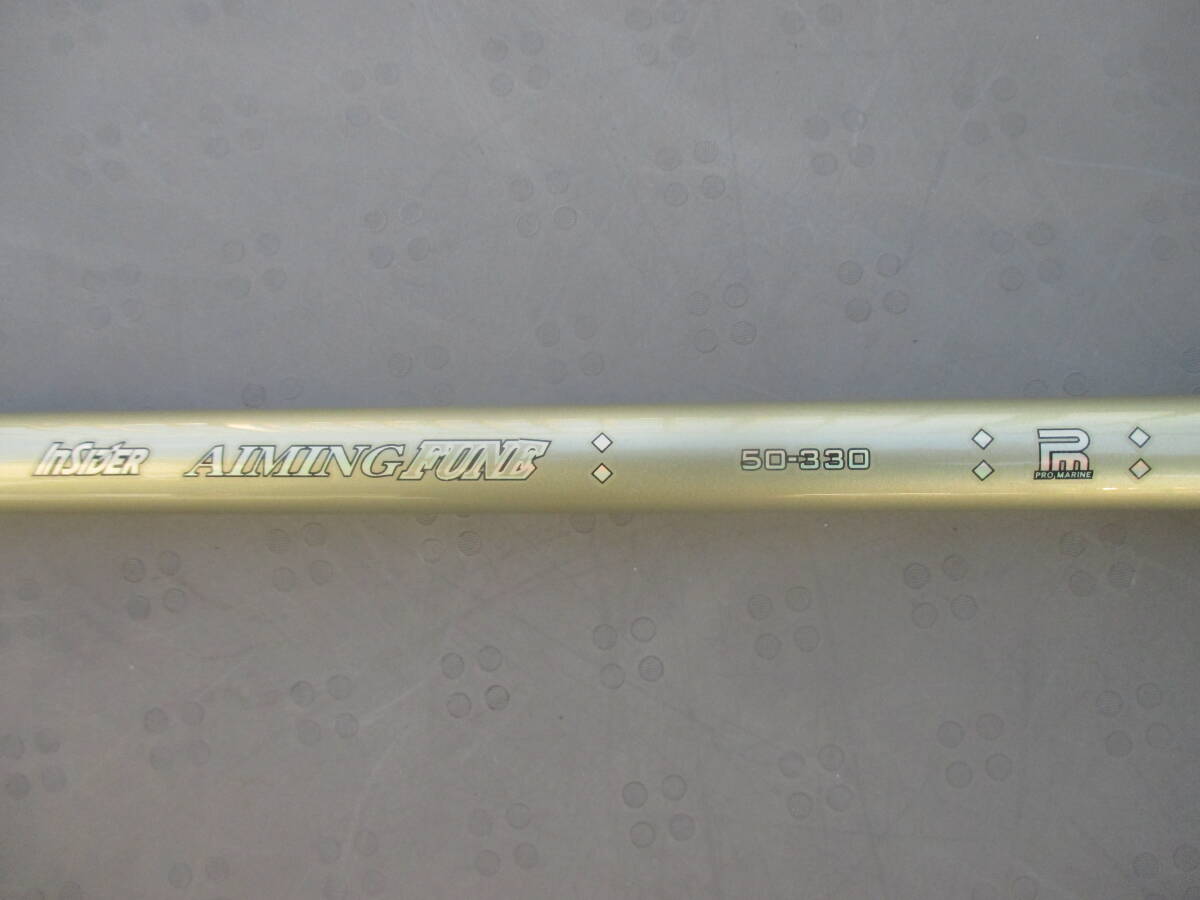 InSiDER AIMING FUNE 50-330 PM
PRO MARINE